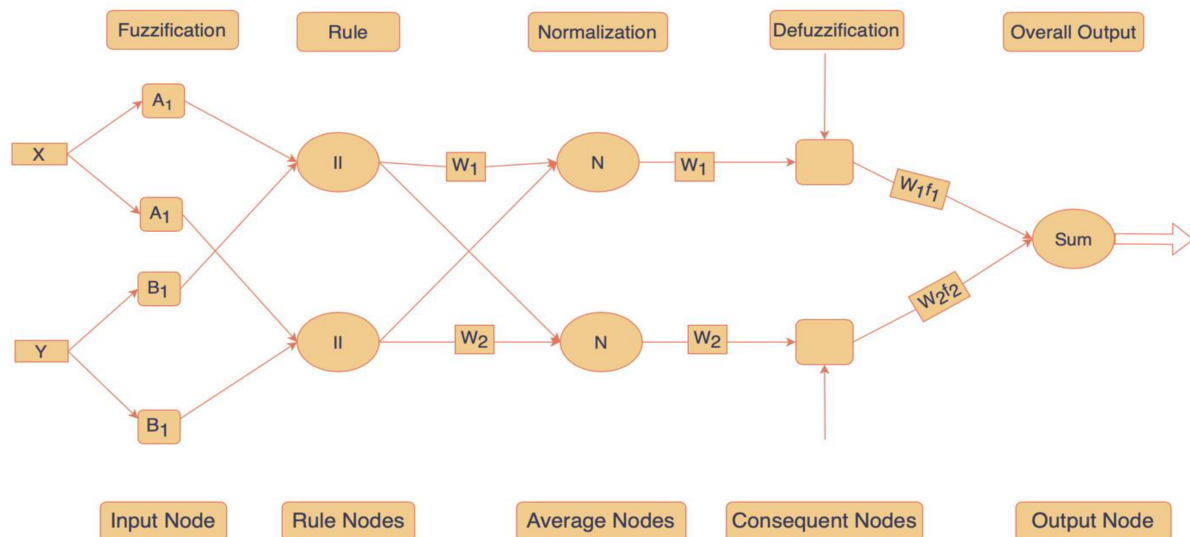 Fuzzification
Rule
Normalization
Defuzzification
Overall Output
A1
X
II
W1
N
W1
W1f1
A1
Sum
B1
W2f2
Y
II
W2
N
W2
B1
Input Node
Rule Nodes
Average Nodes
Consequent Nodes
Output Node